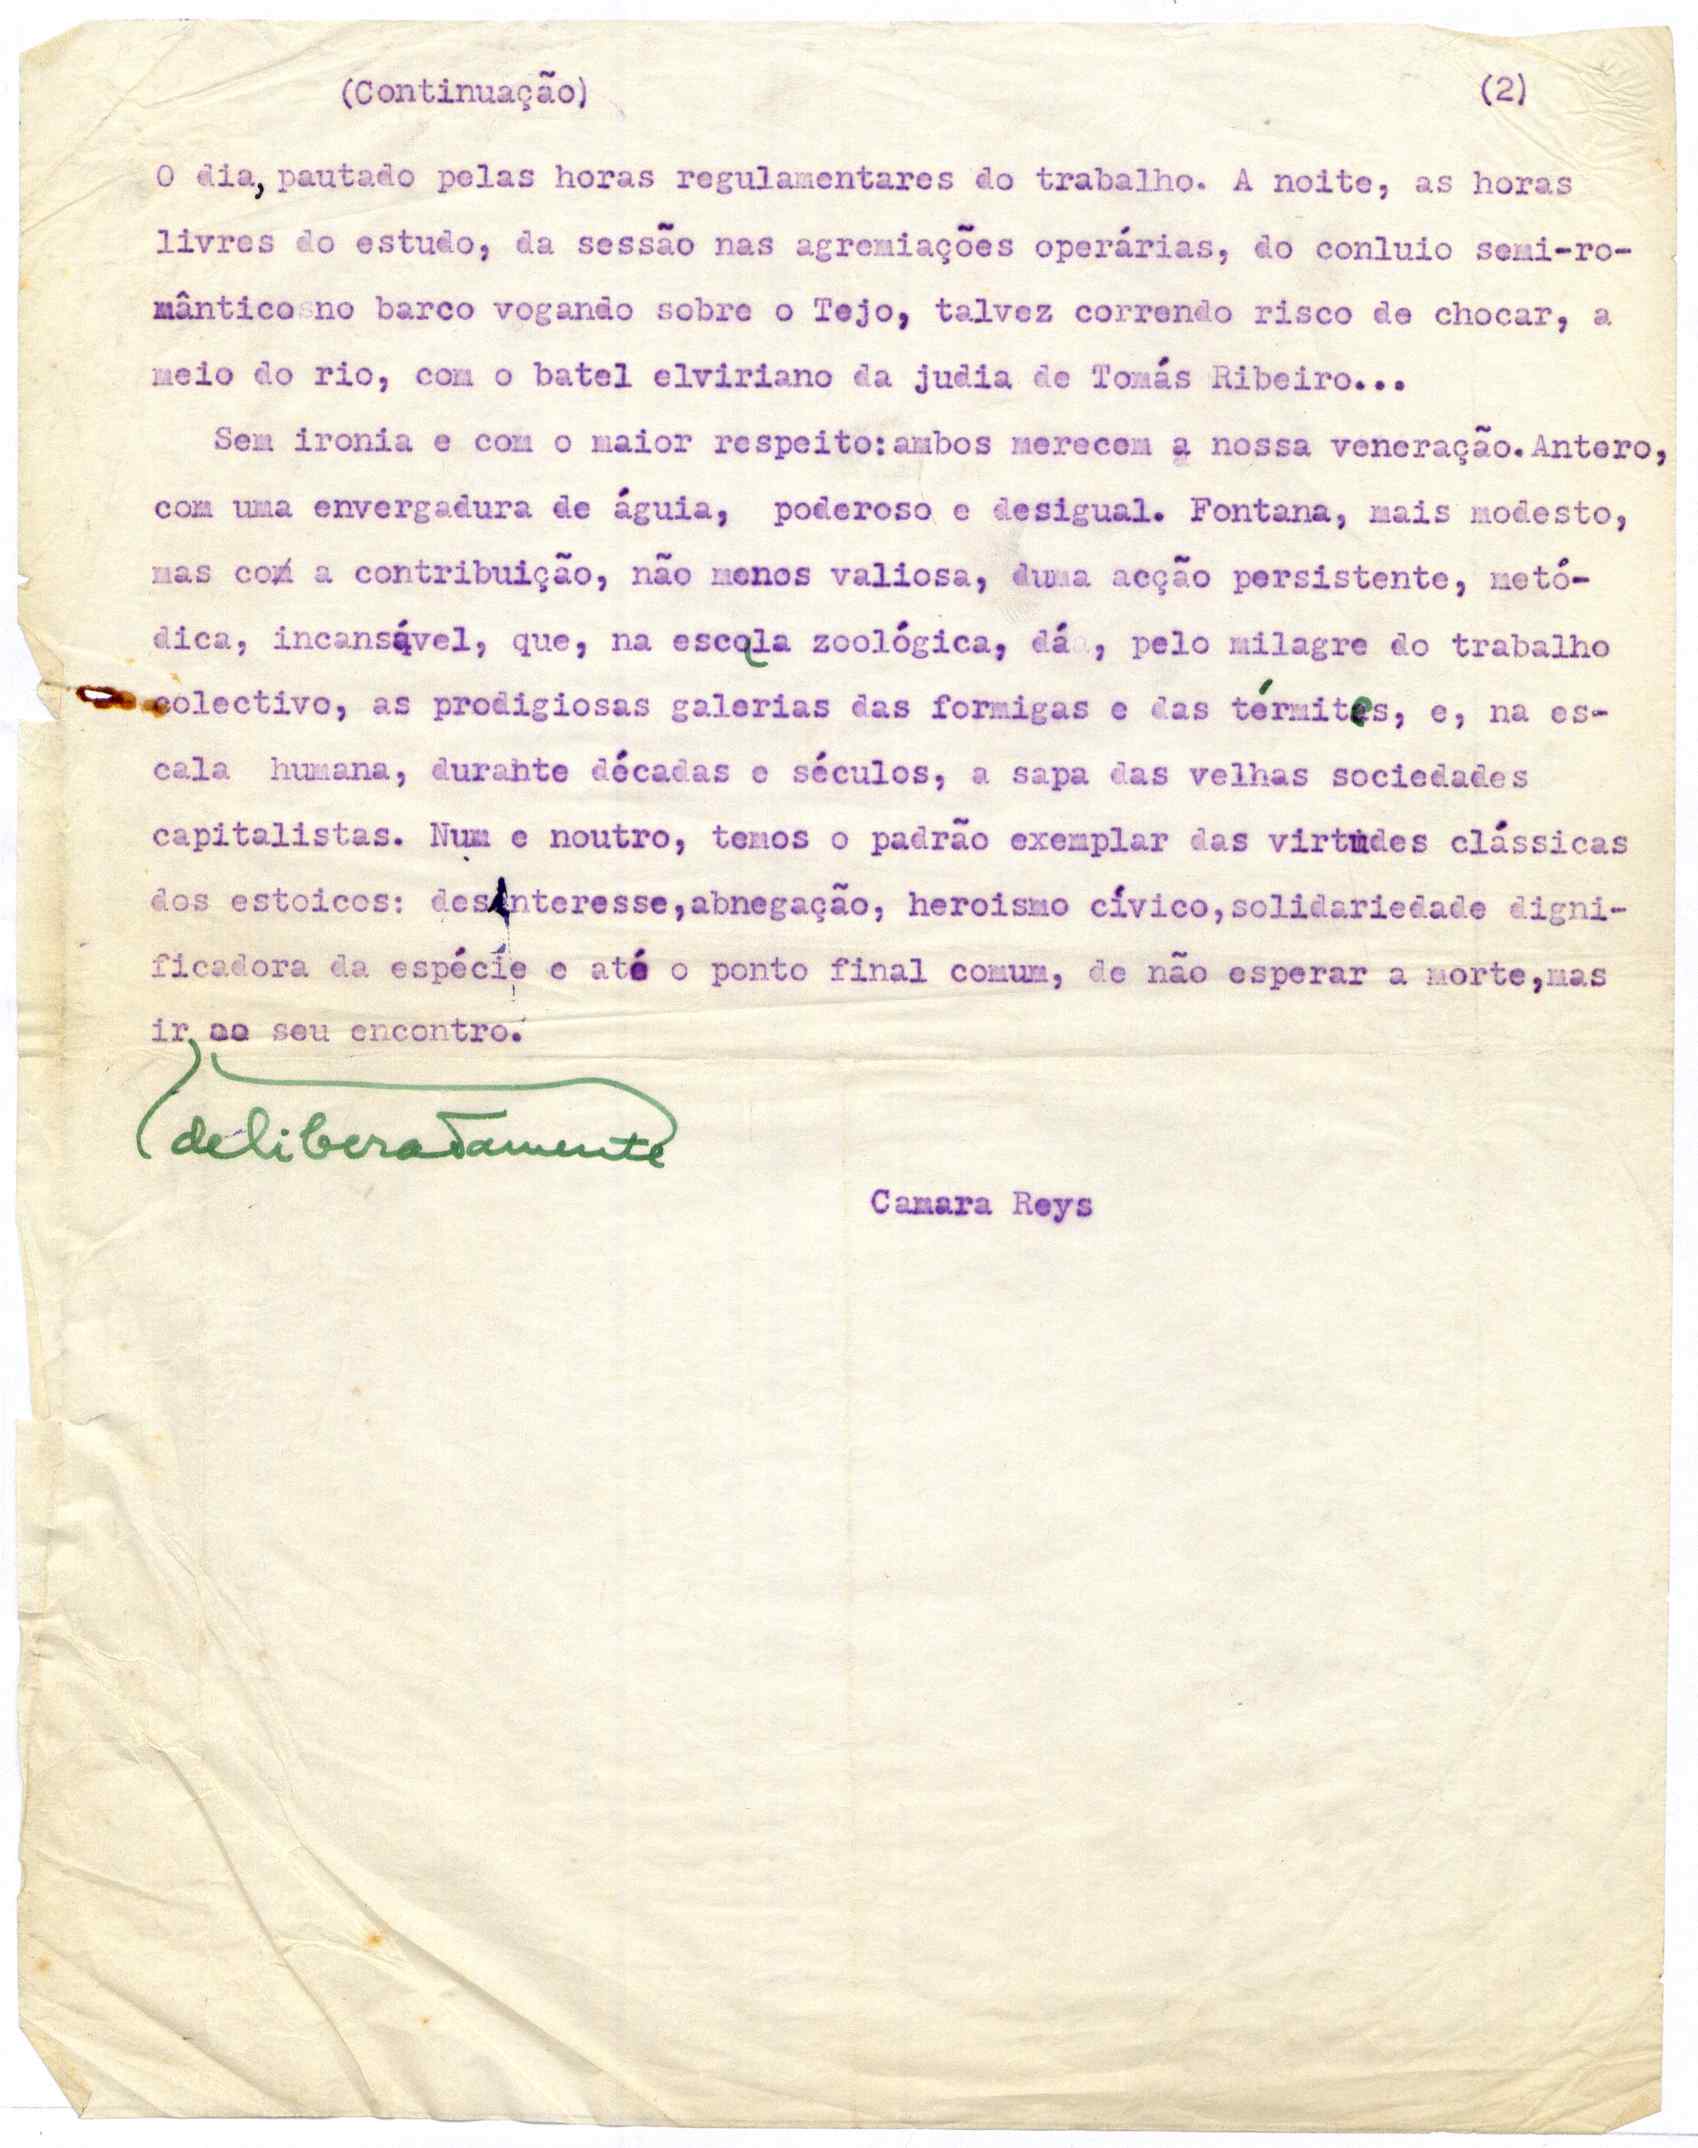 (Continuação) (2)
O dia, pautado pelas horas regulamentares do trabalho. A noite, as horas
livres do estudo, da sessão nas agremiações operárias, do conluio semi-ro-
mântico no barco vogando sobre o Tejo, talvez correndo risco de chocar, a
meio do rio, com o batel elviriano da judia de Tomás Ribeiro...
Sem ironia e com o maior respeito:ambos merecem a nossa veneração.Antero,
com uma envergadura de águia, poderoso e desigual. Fontana, mais modesto,
mas com a contribuição, não menos valiosa, duma acção persistente, metó-
dica, incansável, que, na escala zoológica, dá, pelo milagre do trabalho
colectivo, as prodigiosas galerias das formigas e das térmites, e, na es-
cala humana, durante décadas e séculos, a sapa das velhas sociedades
capitalistas. Num e noutro, temos o padrão exemplar das virtudes clássicas
dos estoicos: desinteresse,abnegação, heroismo cívico,solidariedade digni-
ficadora da espécie e até o ponto final comum, de não esperar a morte,mas
ir ao seu encontro.
deliberadamente
Camara Reys